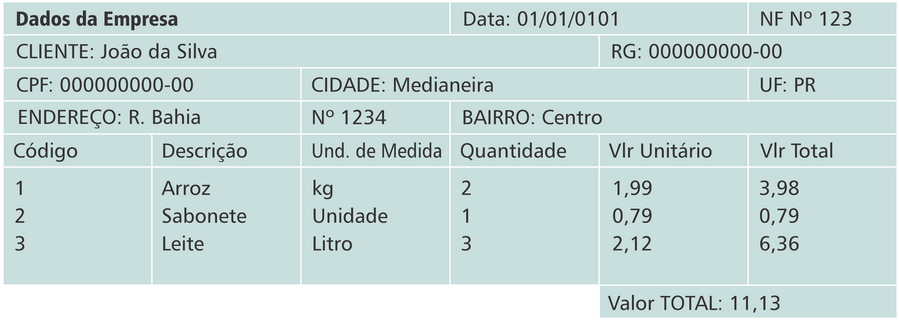 Dados da Empresa Data: 01/01/0101 NF Nº 123
CLIENTE: João da Silva RG: 000000000-00
CPF: 000000000-00 CIDADE: Medianeira UF: PR
ENDEREÇO: R. Bahia Nº 1234 BAIRRO: Centro
Código Descrição Und. de Medida Quantidade Vlr Unitário Vlr Total
1 Arroz kg 2 1,99 3,98
2 Sabonete Unidade 1 0,79 0,79
3 Leite Litro 3 2,12 6,36
Valor TOTAL: 11,13